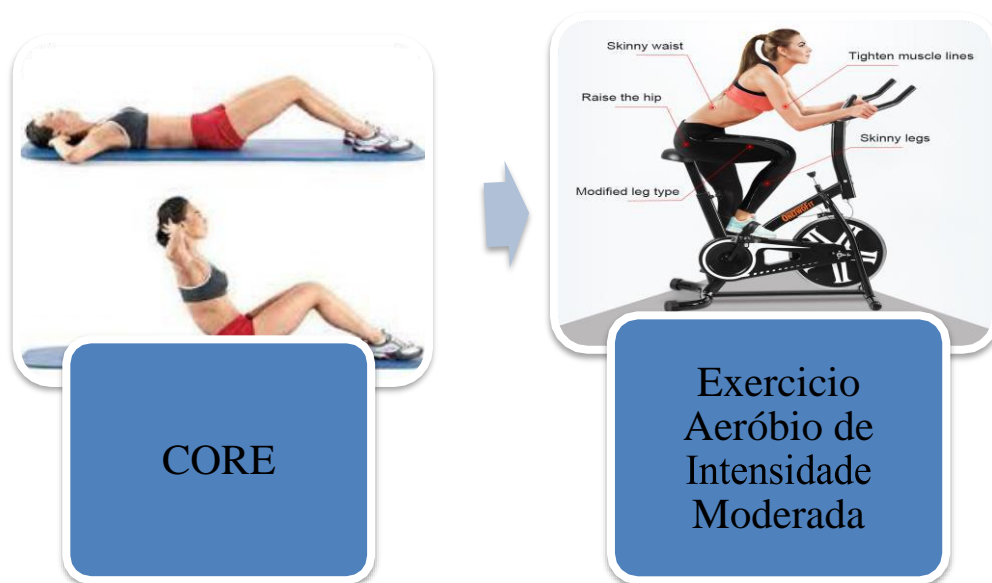 CORE
Skinny waist
Tighten muscle lines
Raise the hip
Skinny legs
Modified leg type
OneTwoFit
Exercicio
Aeróbio de
Intensidade
Moderada